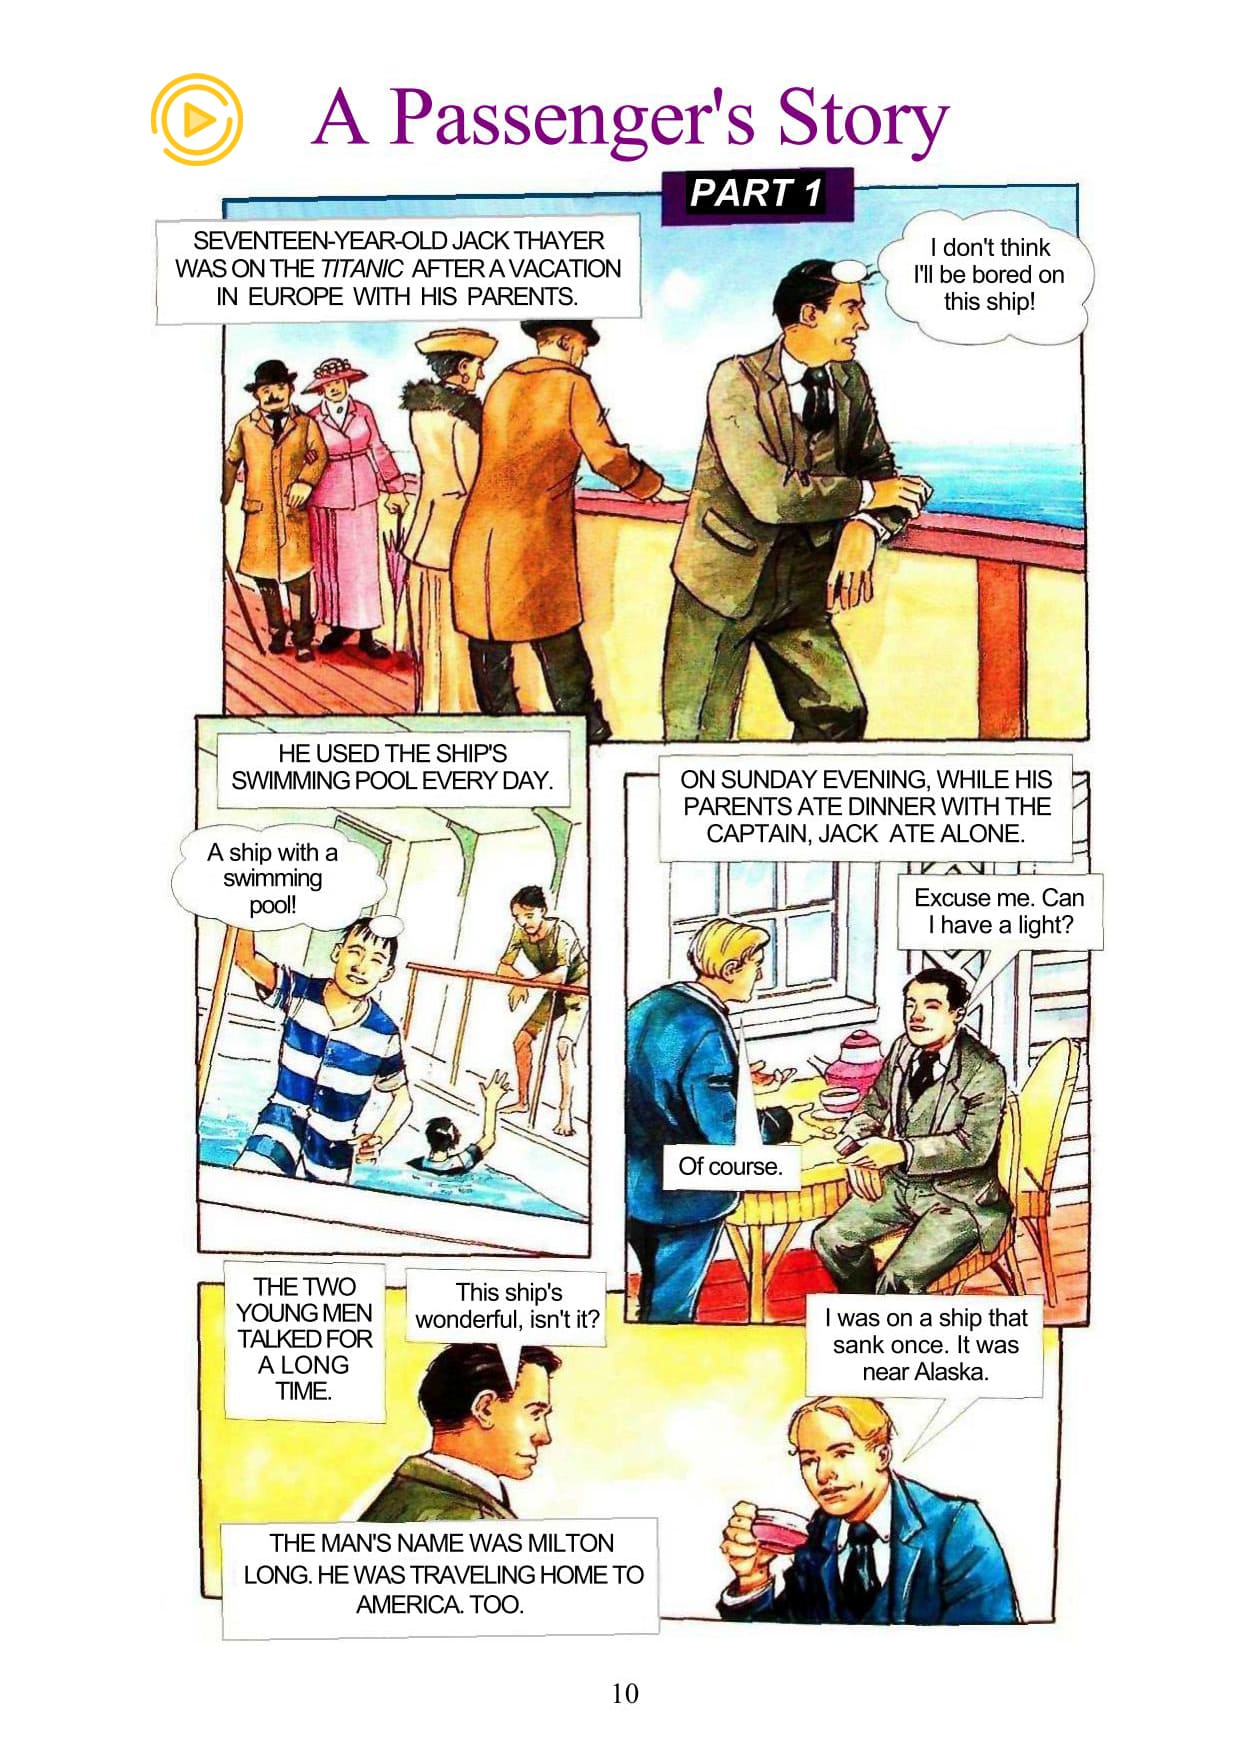 A Passenger's Story
PART 1
SEVENTEEN-YEAR-OLD JACK THAYER
WAS ON THE TITANIC AFTER A VACATION
IN EUROPE WITH HIS PARENTS.
I don't think
I'll be bored on
this ship!
HE USED THE SHIP'S
SWIMMING POOL EVERY DAY.
A ship with a
swimming
pool!
ON SUNDAY EVENING, WHILE HIS
PARENTS ATE DINNER WITH THE
CAPTAIN, JACK ATE ALONE.
Excuse me. Can
I have a light?
Of course.
THE TWO
YOUNG MEN
TALKED FOR
A LONG
TIME.
This ship's
wonderful, isn't it?
I was on a ship that
sank once. It was
near Alaska.
THE MAN'S NAME WAS MILTON
LONG. HE WAS TRAVELING HOME TO
AMERICA. TOO.
10